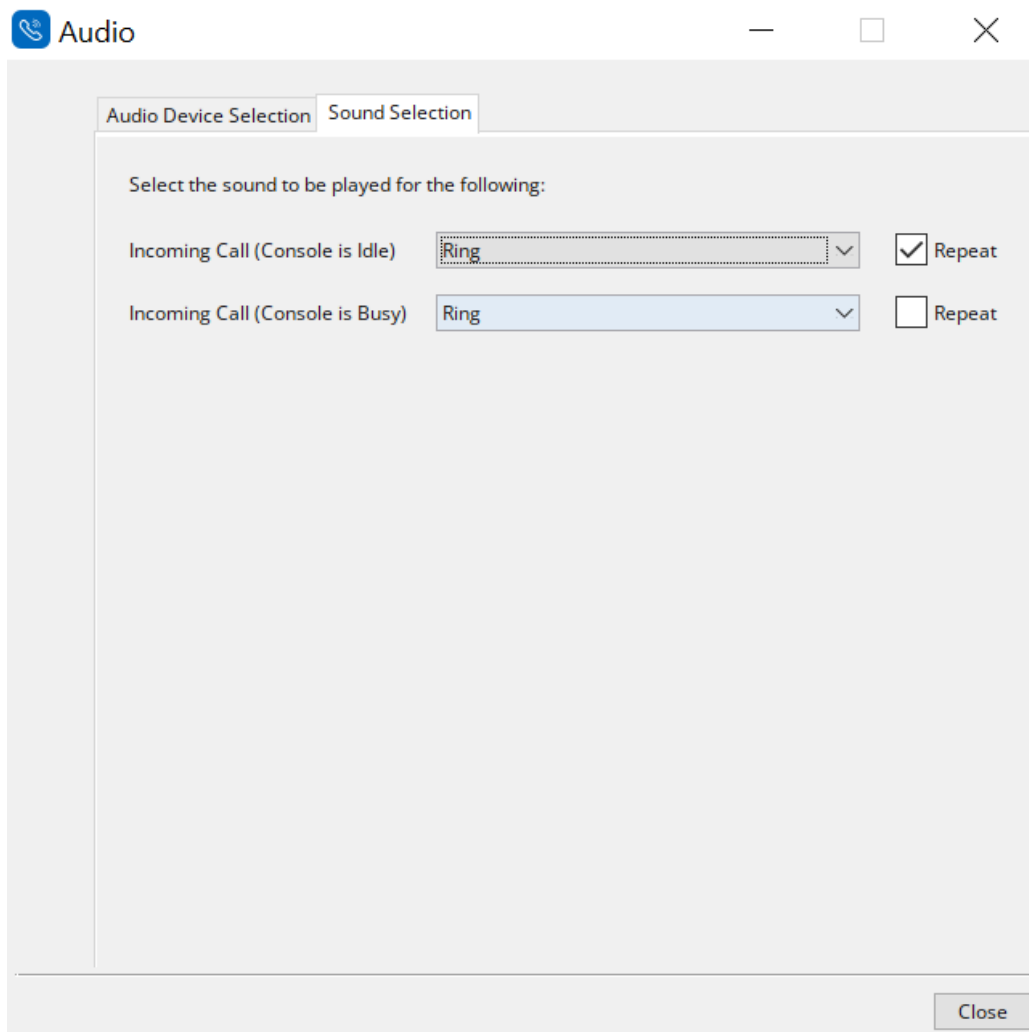 Audio
Audio Device Selection Sound Selection
Select the sound to be played for the following:
Incoming Call (Console is Idle) Ring Repeat
Incoming Call (Console is Busy) Ring Repeat
Close